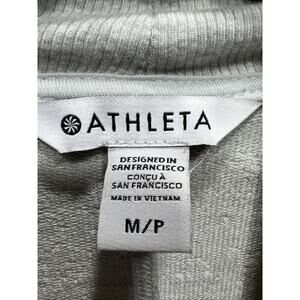 ATHLETA
DESIGNED IN
SAN FRANCISCO
CONÇU À
SAN FRANCISCO
MADE IN VIETNAM
M/P